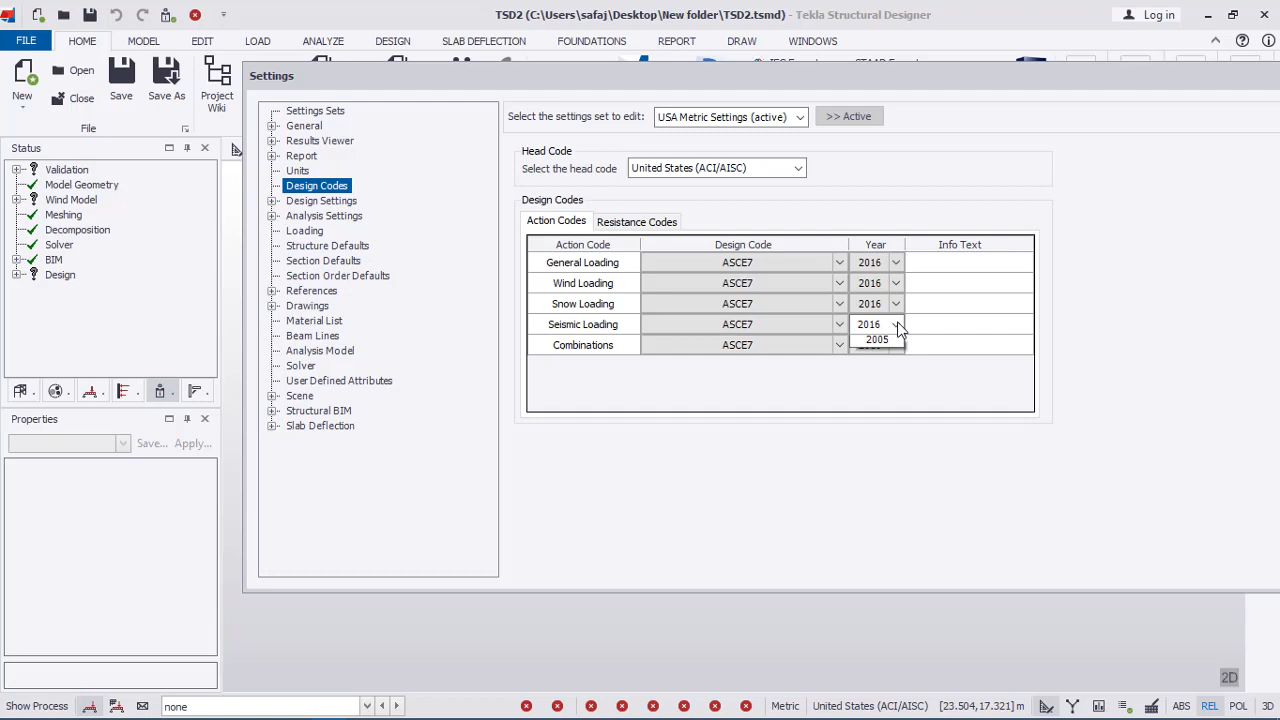 TSD2 (C:\Users\safaj\Desktop\New folder\TSD2.tsmd) - Tekla Structural Designer
Log in
FILE HOME MODEL EDIT LOAD ANALYZE DESIGN SLAB DEFLECTION FOUNDATIONS REPORT DRAW WINDOWS
New
Open
Close
Save
Save As
Project
Wiki
File
Settings
Status
Validation
Model Geometry
Wind Model
Meshing
Decomposition
Solver
BIM
Design
Properties
Save... Apply...
Settings Sets
General
Results Viewer
Report
Units
Design Codes
Design Settings
Analysis Settings
Loading
Structure Defaults
Section Defaults
Section Order Defaults
References
Drawings
Material List
Beam Lines
Analysis Model
Solver
User Defined Attributes
Scene
Structural BIM
Slab Deflection
Select the settings set to edit: USA Metric Settings (active) >> Active
Head Code
Select the head code United States (ACI/AISC)
Design Codes
Action Codes Resistance Codes
Action Code Design Code Year Info Text
General Loading ASCE7 2016
Wind Loading ASCE7 2016
Snow Loading ASCE7 2016
Seismic Loading ASCE7 2016
2005
Combinations ASCE7
2D
Show Process none Metric United States (ACI/AISC) [23.504,17.321] m ABS REL POL 3D